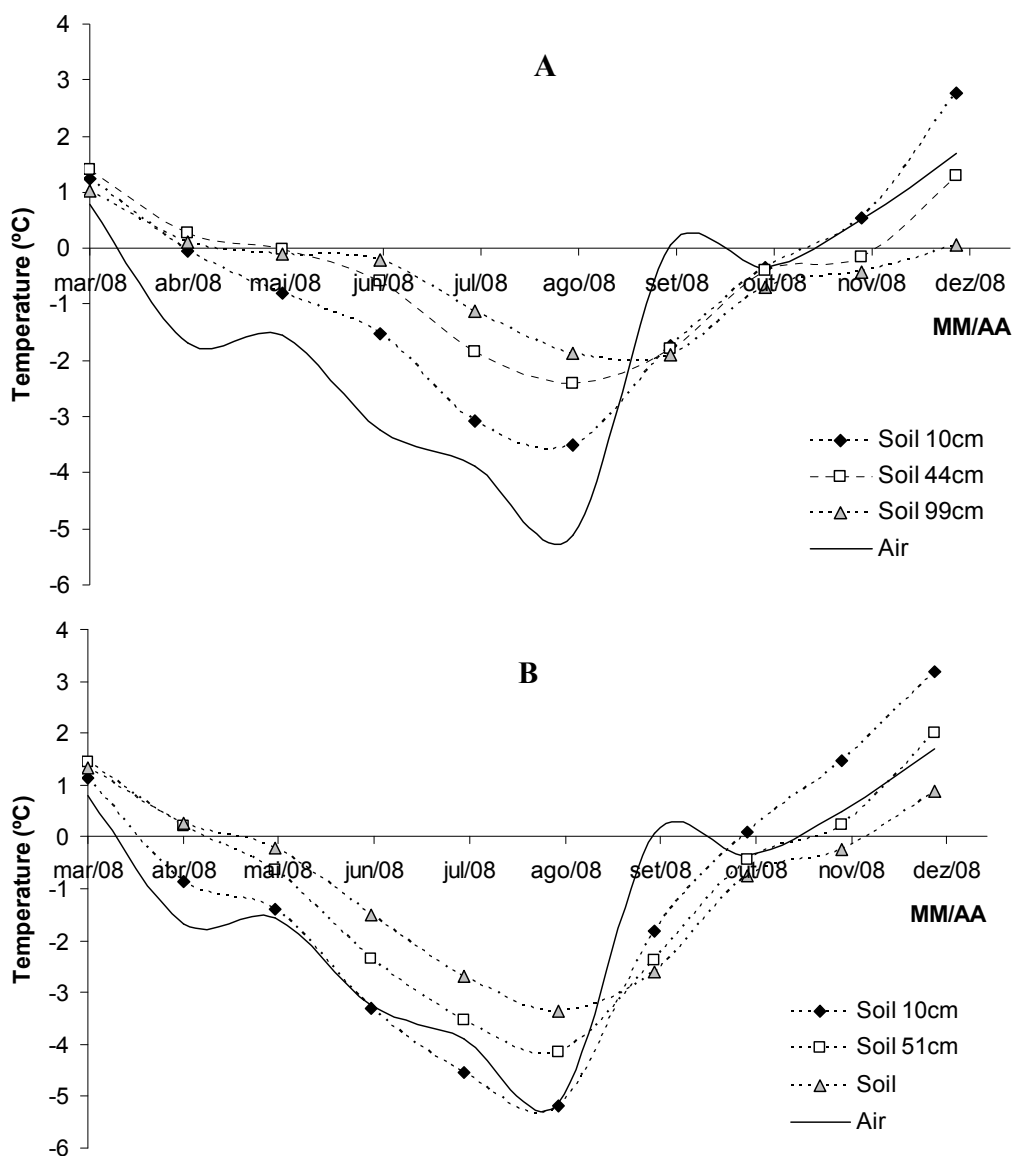 A
Temperature (ºC)
4
3
2
1
0
-1
-2
-3
-4
-5
-6
mar/08 abr/08 mai/08 jun/08 jul/08 ago/08 set/08 out/08 nov/08 dez/08
MM/AA
Soil 10cm
Soil 44cm
Soil 99cm
Air
B
Temperature (ºC)
4
3
2
1
0
-1
-2
-3
-4
-5
-6
mar/08 abr/08 mai/08 jun/08 jul/08 ago/08 set/08 out/08 nov/08 dez/08
MM/AA
Soil 10cm
Soil 51cm
Soil
Air